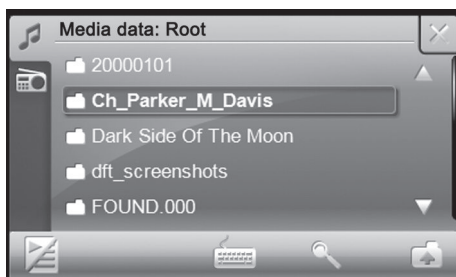 Media data: Root
20000101
Ch_Parker_M_Davis
Dark Side Of The Moon
dft_screenshots
FOUND.000